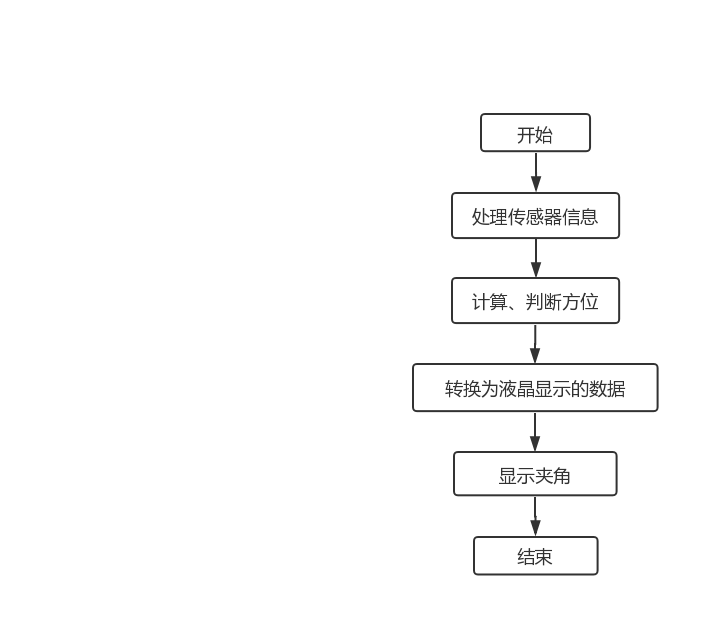 开始
处理传感器信息
计算、判断方位
转换为液晶显示的数据
显示夹角
结束